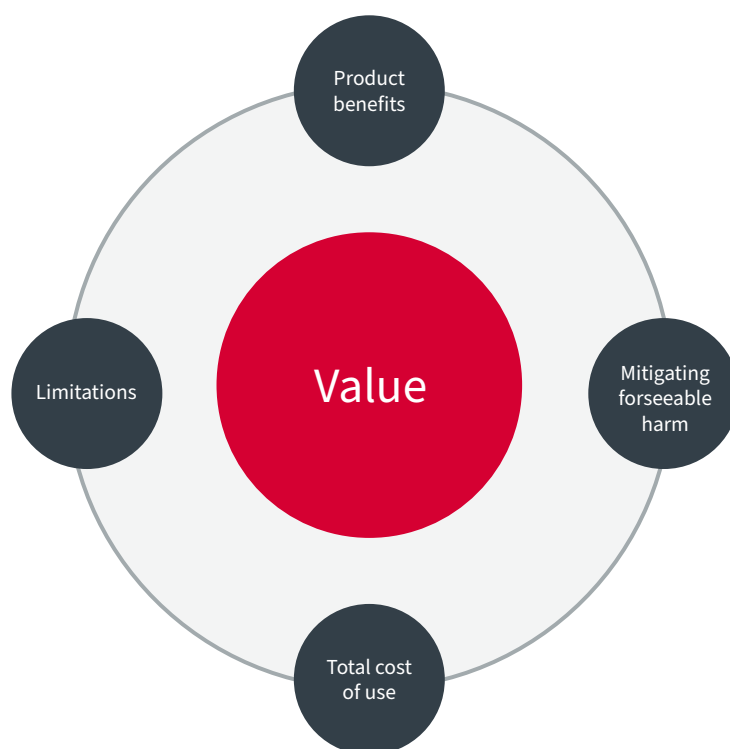 Product
benefits
Limitations
Value
Mitigating
forseeable
harm
Total cost
of use